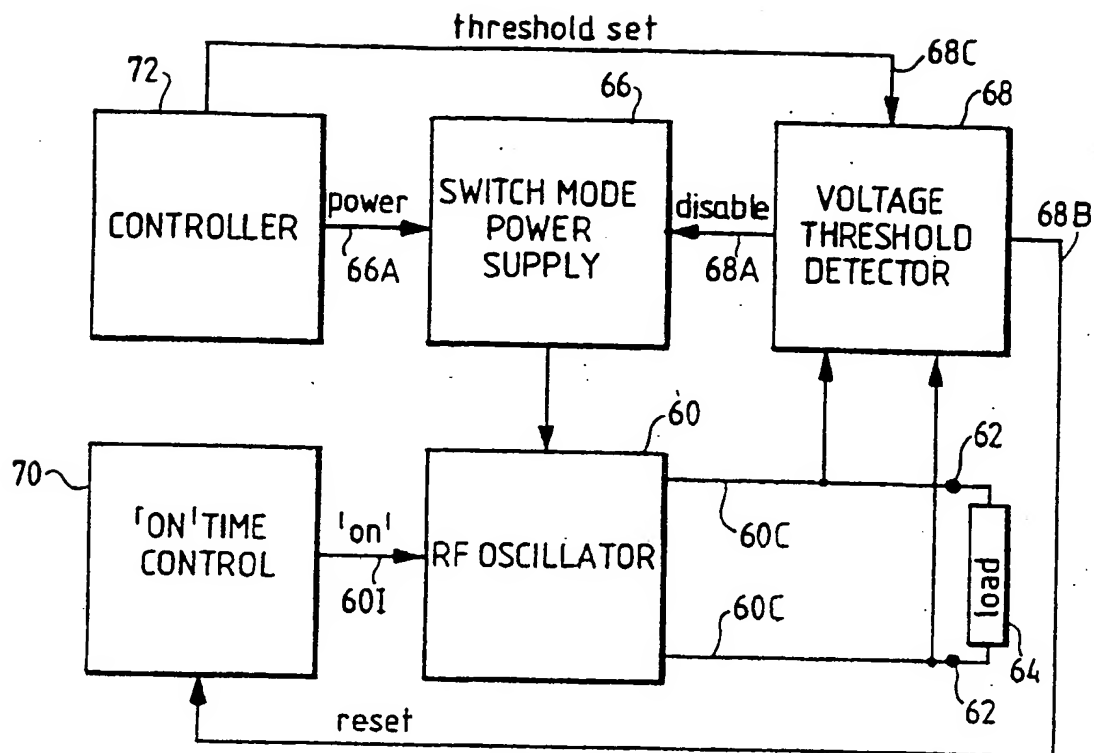 threshold set
68C
72
66
68
CONTROLLER
power
66A
SWITCH MODE
POWER
SUPPLY
disable
68A
VOLTAGE
THRESHOLD
DETECTOR
68B
60
62
70
'ON' TIME
CONTROL
'on'
60I
RF OSCILLATOR
60C
load
60C
64
62
reset